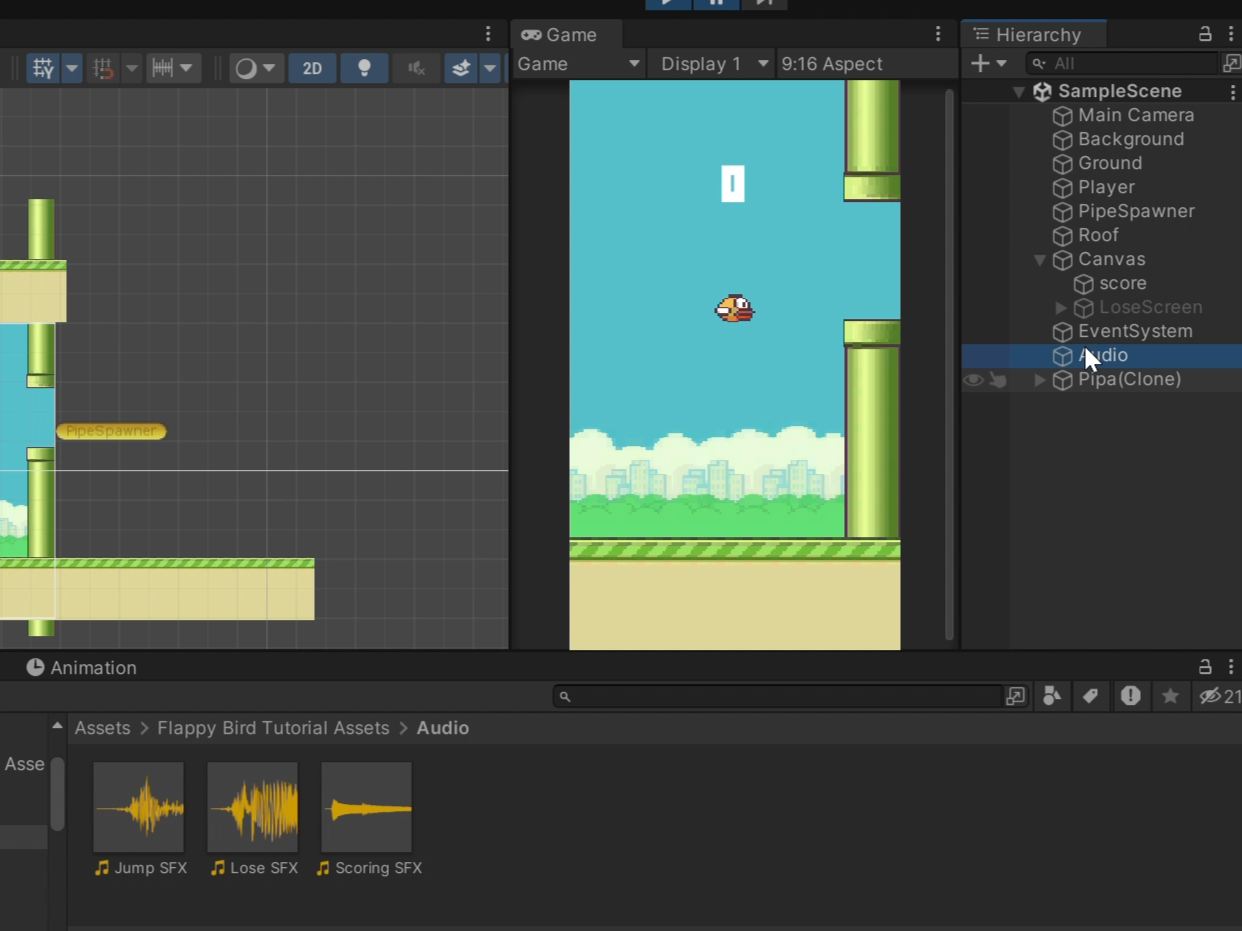 Game
Hierarchy
2D
Game
Display 1
9:16 Aspect
All
SampleScene
Main Camera
Background
Ground
Player
PipeSpawner
Roof
Canvas
score
LoseScreen
EventSystem
Audio
Pipa(Clone)
PipeSpawner
Animation
21
Assets > Flappy Bird Tutorial Assets > Audio
Asse
Jump SFX
Lose SFX
Scoring SFX